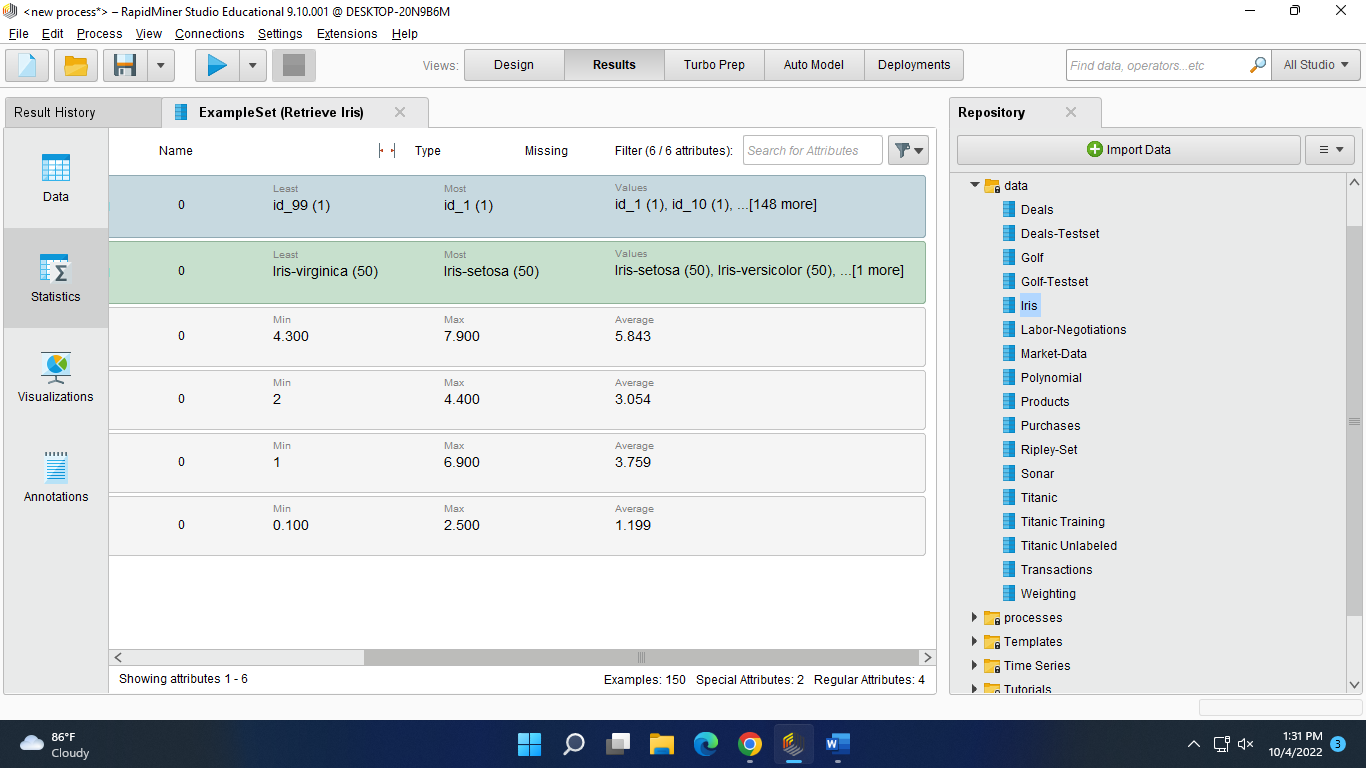 <new process*> – RapidMiner Studio Educational 9.10.001 @ DESKTOP-20N9B6M
File Edit Process View Connections Settings Extensions Help
Views: Design Results Turbo Prep Auto Model Deployments Find data, operators...etc All Studio
Result History ExampleSet (Retrieve Iris)
Data
Statistics
Visualizations
Annotations
Name Type Missing Filter (6 / 6 attributes): Search for Attributes
Least Most Values
0 id_99 (1) id_1 (1) id_1 (1), id_10 (1), ...[148 more]
Least Most Values
0 Iris-virginica (50) Iris-setosa (50) Iris-setosa (50), Iris-versicolor (50), ...[1 more]
Min Max Average
0 4.300 7.900 5.843
Min Max Average
0 2 4.400 3.054
Min Max Average
0 1 6.900 3.759
Min Max Average
0 0.100 2.500 1.199
Showing attributes 1 - 6 Examples: 150 Special Attributes: 2 Regular Attributes: 4
Repository
Import Data
data
Deals
Deals-Testset
Golf
Golf-Testset
Iris
Labor-Negotiations
Market-Data
Polynomial
Products
Purchases
Ripley-Set
Sonar
Titanic
Titanic Training
Titanic Unlabeled
Transactions
Weighting
processes
Templates
Time Series
Tutorials
86°F
Cloudy
1:31 PM
10/4/2022
3